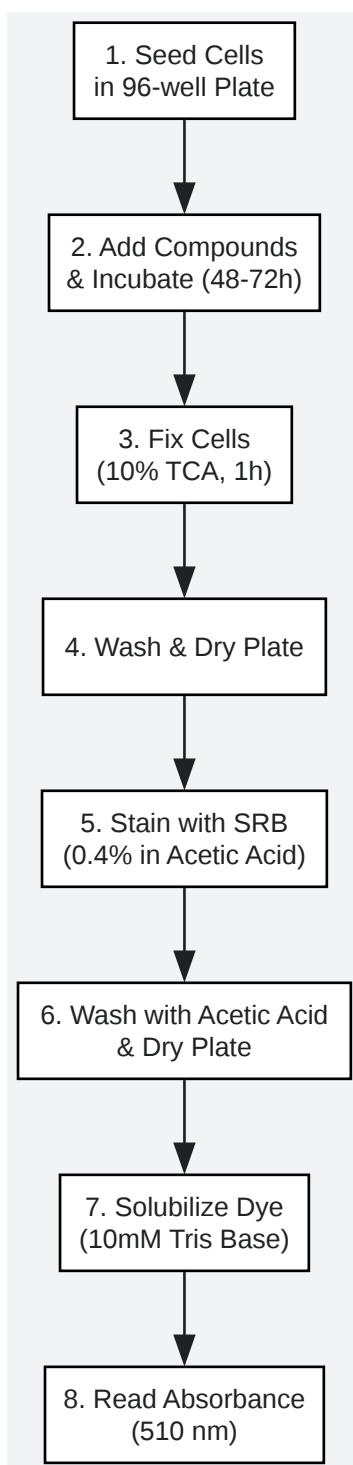 1. Seed Cells
in 96-well Plate
2. Add Compounds
& Incubate (48-72h)
3. Fix Cells
(10% TCA, 1h)
4. Wash & Dry Plate
5. Stain with SRB
(0.4% in Acetic Acid)
6. Wash with Acetic Acid
& Dry Plate
7. Solubilize Dye
(10mM Tris Base)
8. Read Absorbance
(510 nm)